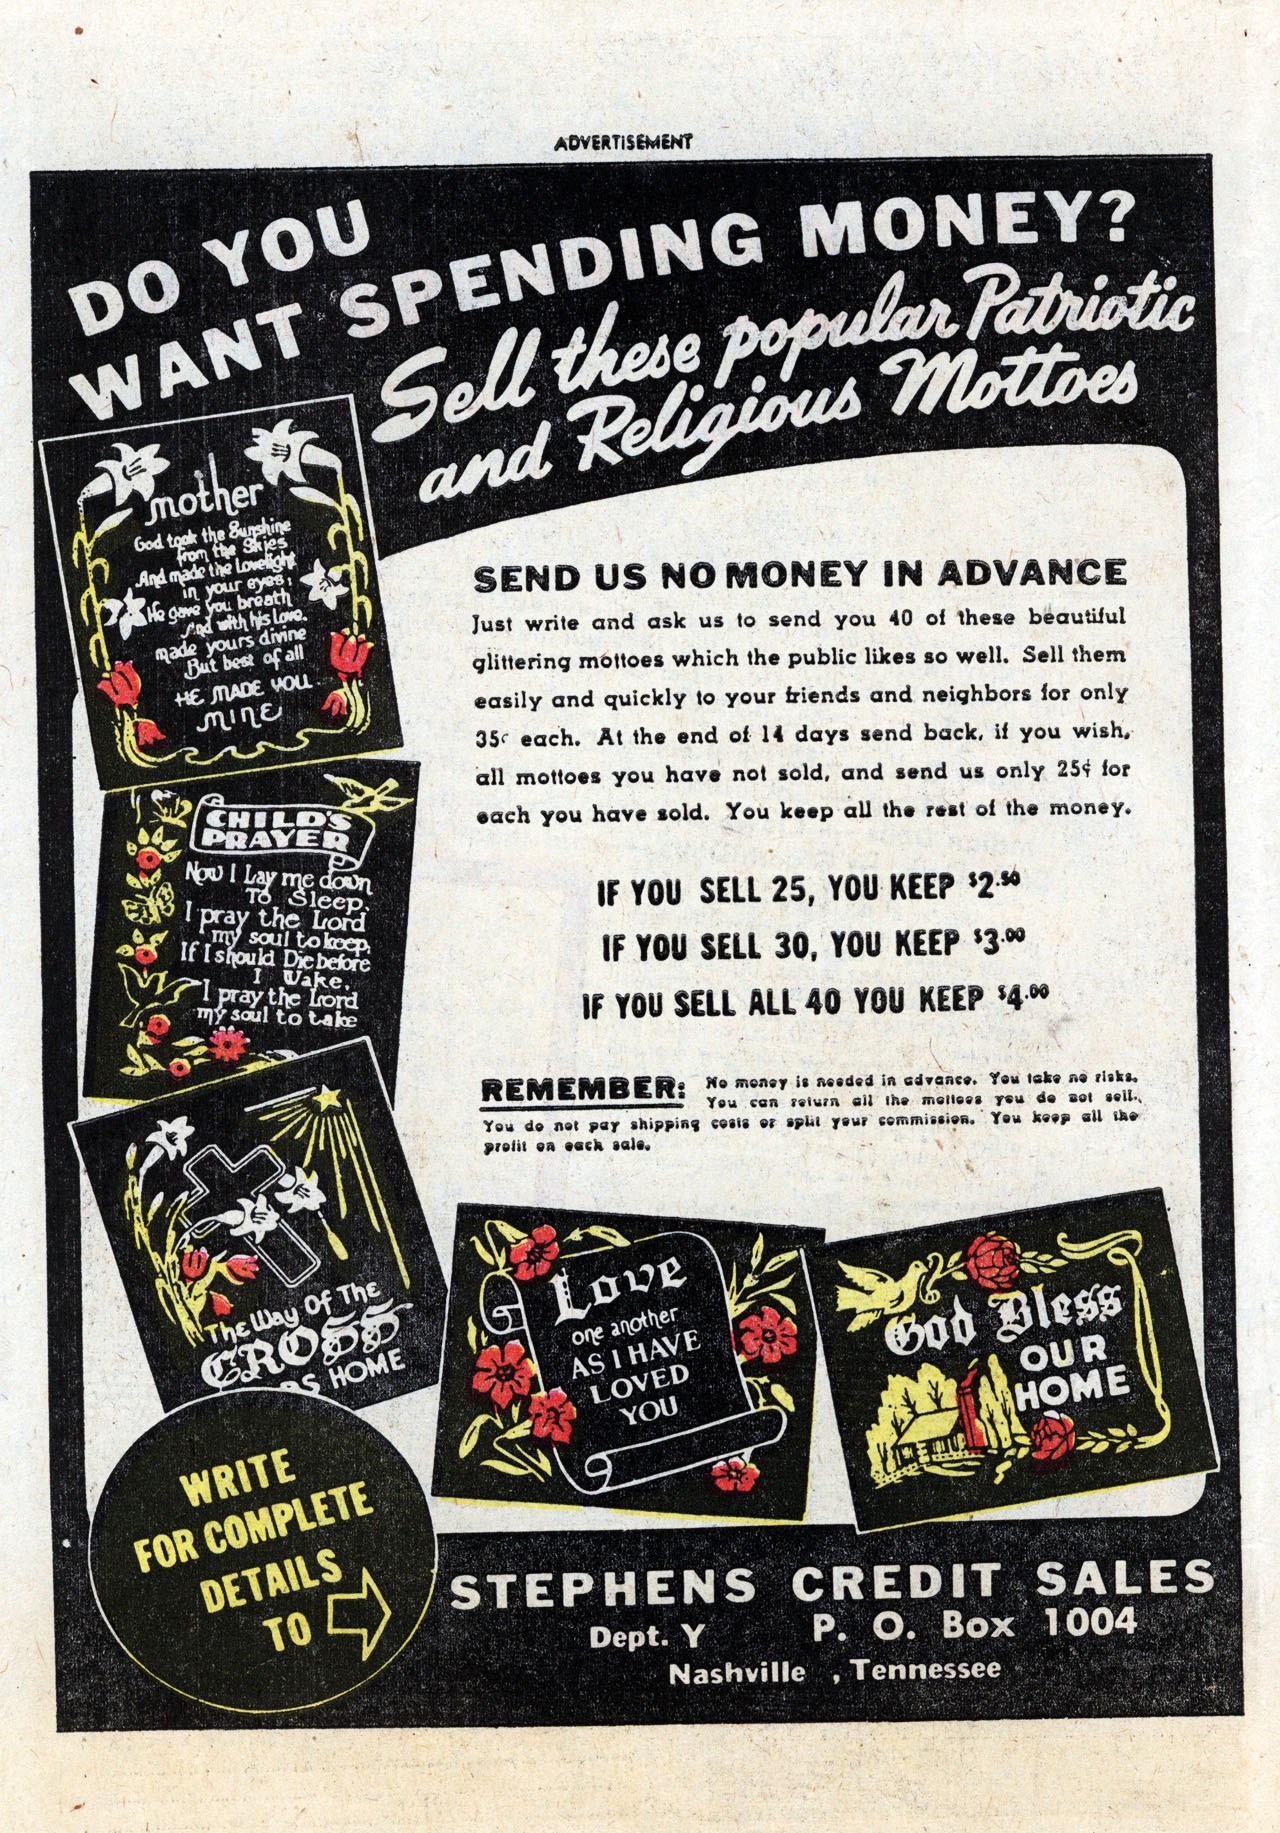 ADVERTISEMENT
DO YOU
WANT SPENDING MONEY?
Sell these popular Patriotic
and Religious Mottoes
mother
God took the Sunshine
from the Skies
And made the Lovelight
in your eyes;
He gave you breath
And with his Love,
made yours divine
But best of all
HE MADE YOU
MINE
CHILD'S
PRAYER
Now I Lay me down
To Sleep.
I pray the Lord
my soul to keep,
If I should Die before
I Wake.
I pray the Lord
my soul to take
The Way Of The
CROSS
HOME
SEND US NO MONEY IN ADVANCE
Just write and ask us to send you 40 of these beautiful
glittering mottoes which the public likes so well. Sell them
easily and quickly to your friends and neighbors for only
35¢ each. At the end of 14 days send back, if you wish,
all mottoes you have not sold, and send us only 25¢ for
each you have sold. You keep all the rest of the money.
IF YOU SELL 25, YOU KEEP $2.50
IF YOU SELL 30, YOU KEEP $3.00
IF YOU SELL ALL 40 YOU KEEP $4.00
REMEMBER: No money is needed in advance. You take no risks.
You can return all the mottoes you do not sell.
You do not pay shipping costs or split your commission. You keep all the
profit on each sale.
Love
one another
AS I HAVE
LOVED
YOU
God Bless
OUR
HOME
WRITE
FOR COMPLETE
DETAILS
TO
STEPHENS CREDIT SALES
Dept. Y P. O. Box 1004
Nashville , Tennessee